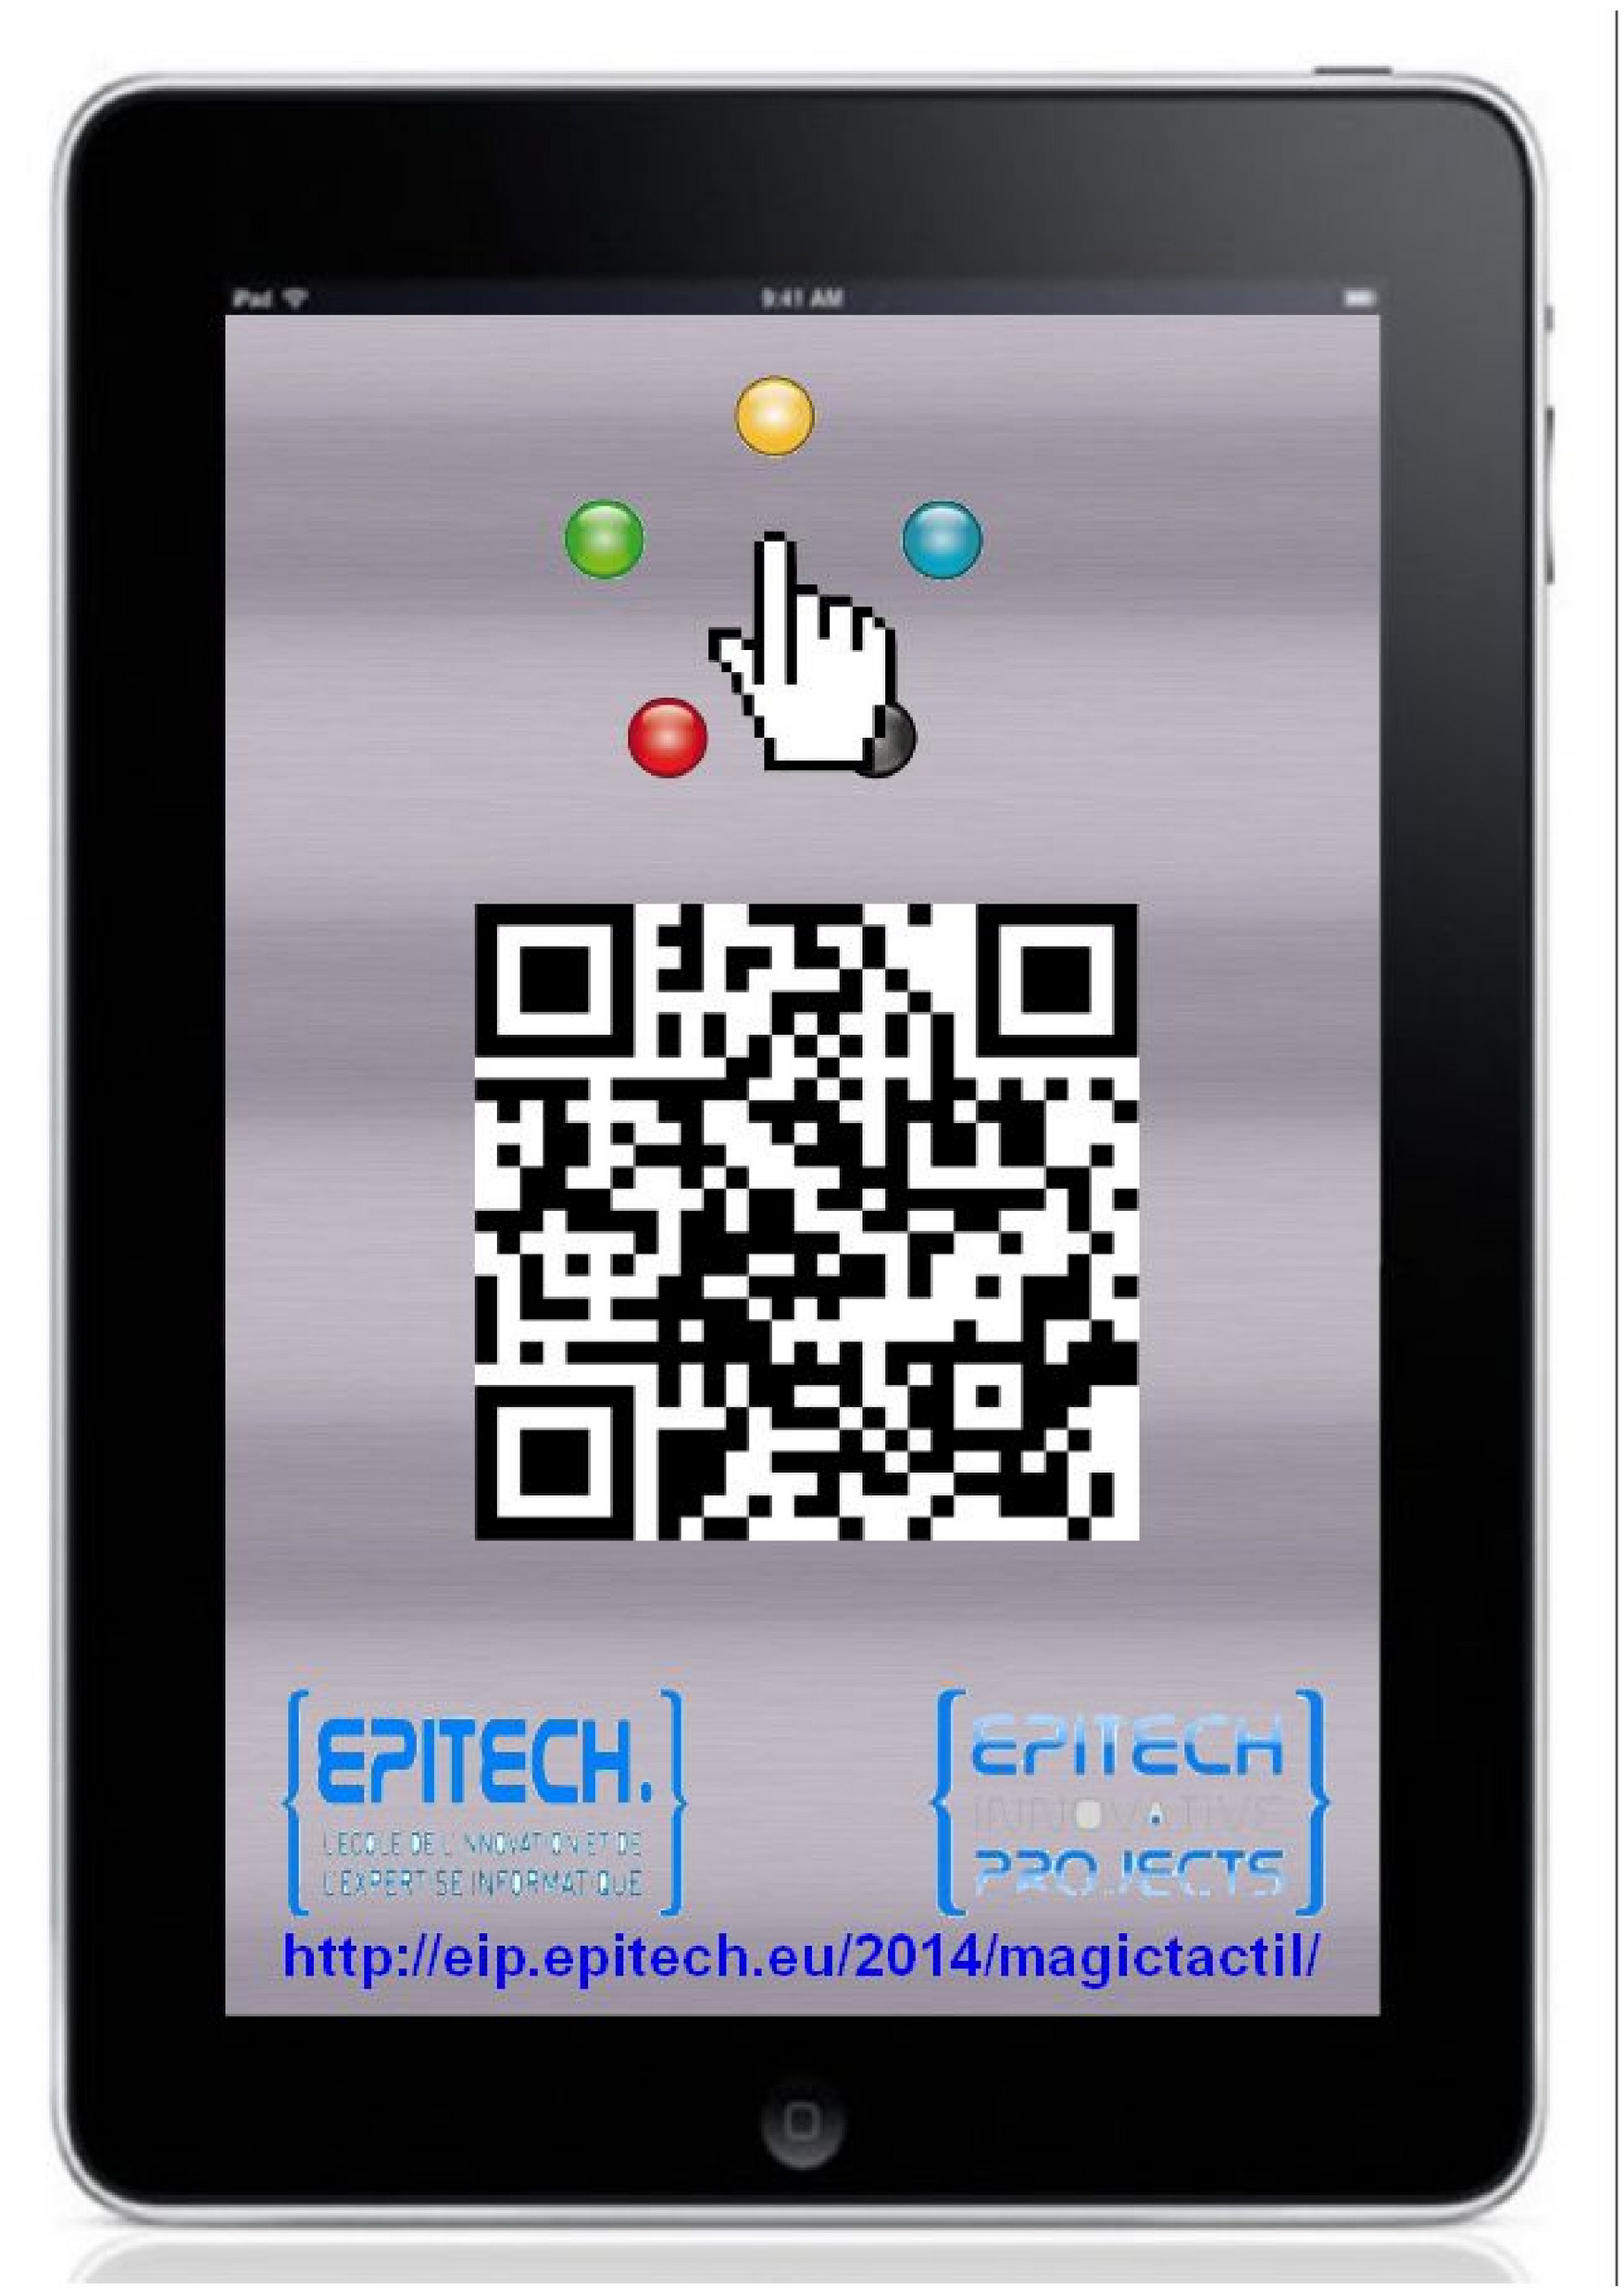 iPad 9:41 AM
EPITECH.
L'ECOLE DE L'INNOVATION ET DE
L'EXPERTISE INFORMATIQUE
EPITECH
INNOVATIVE
PROJECTS
http://eip.epitech.eu/2014/magictactil/